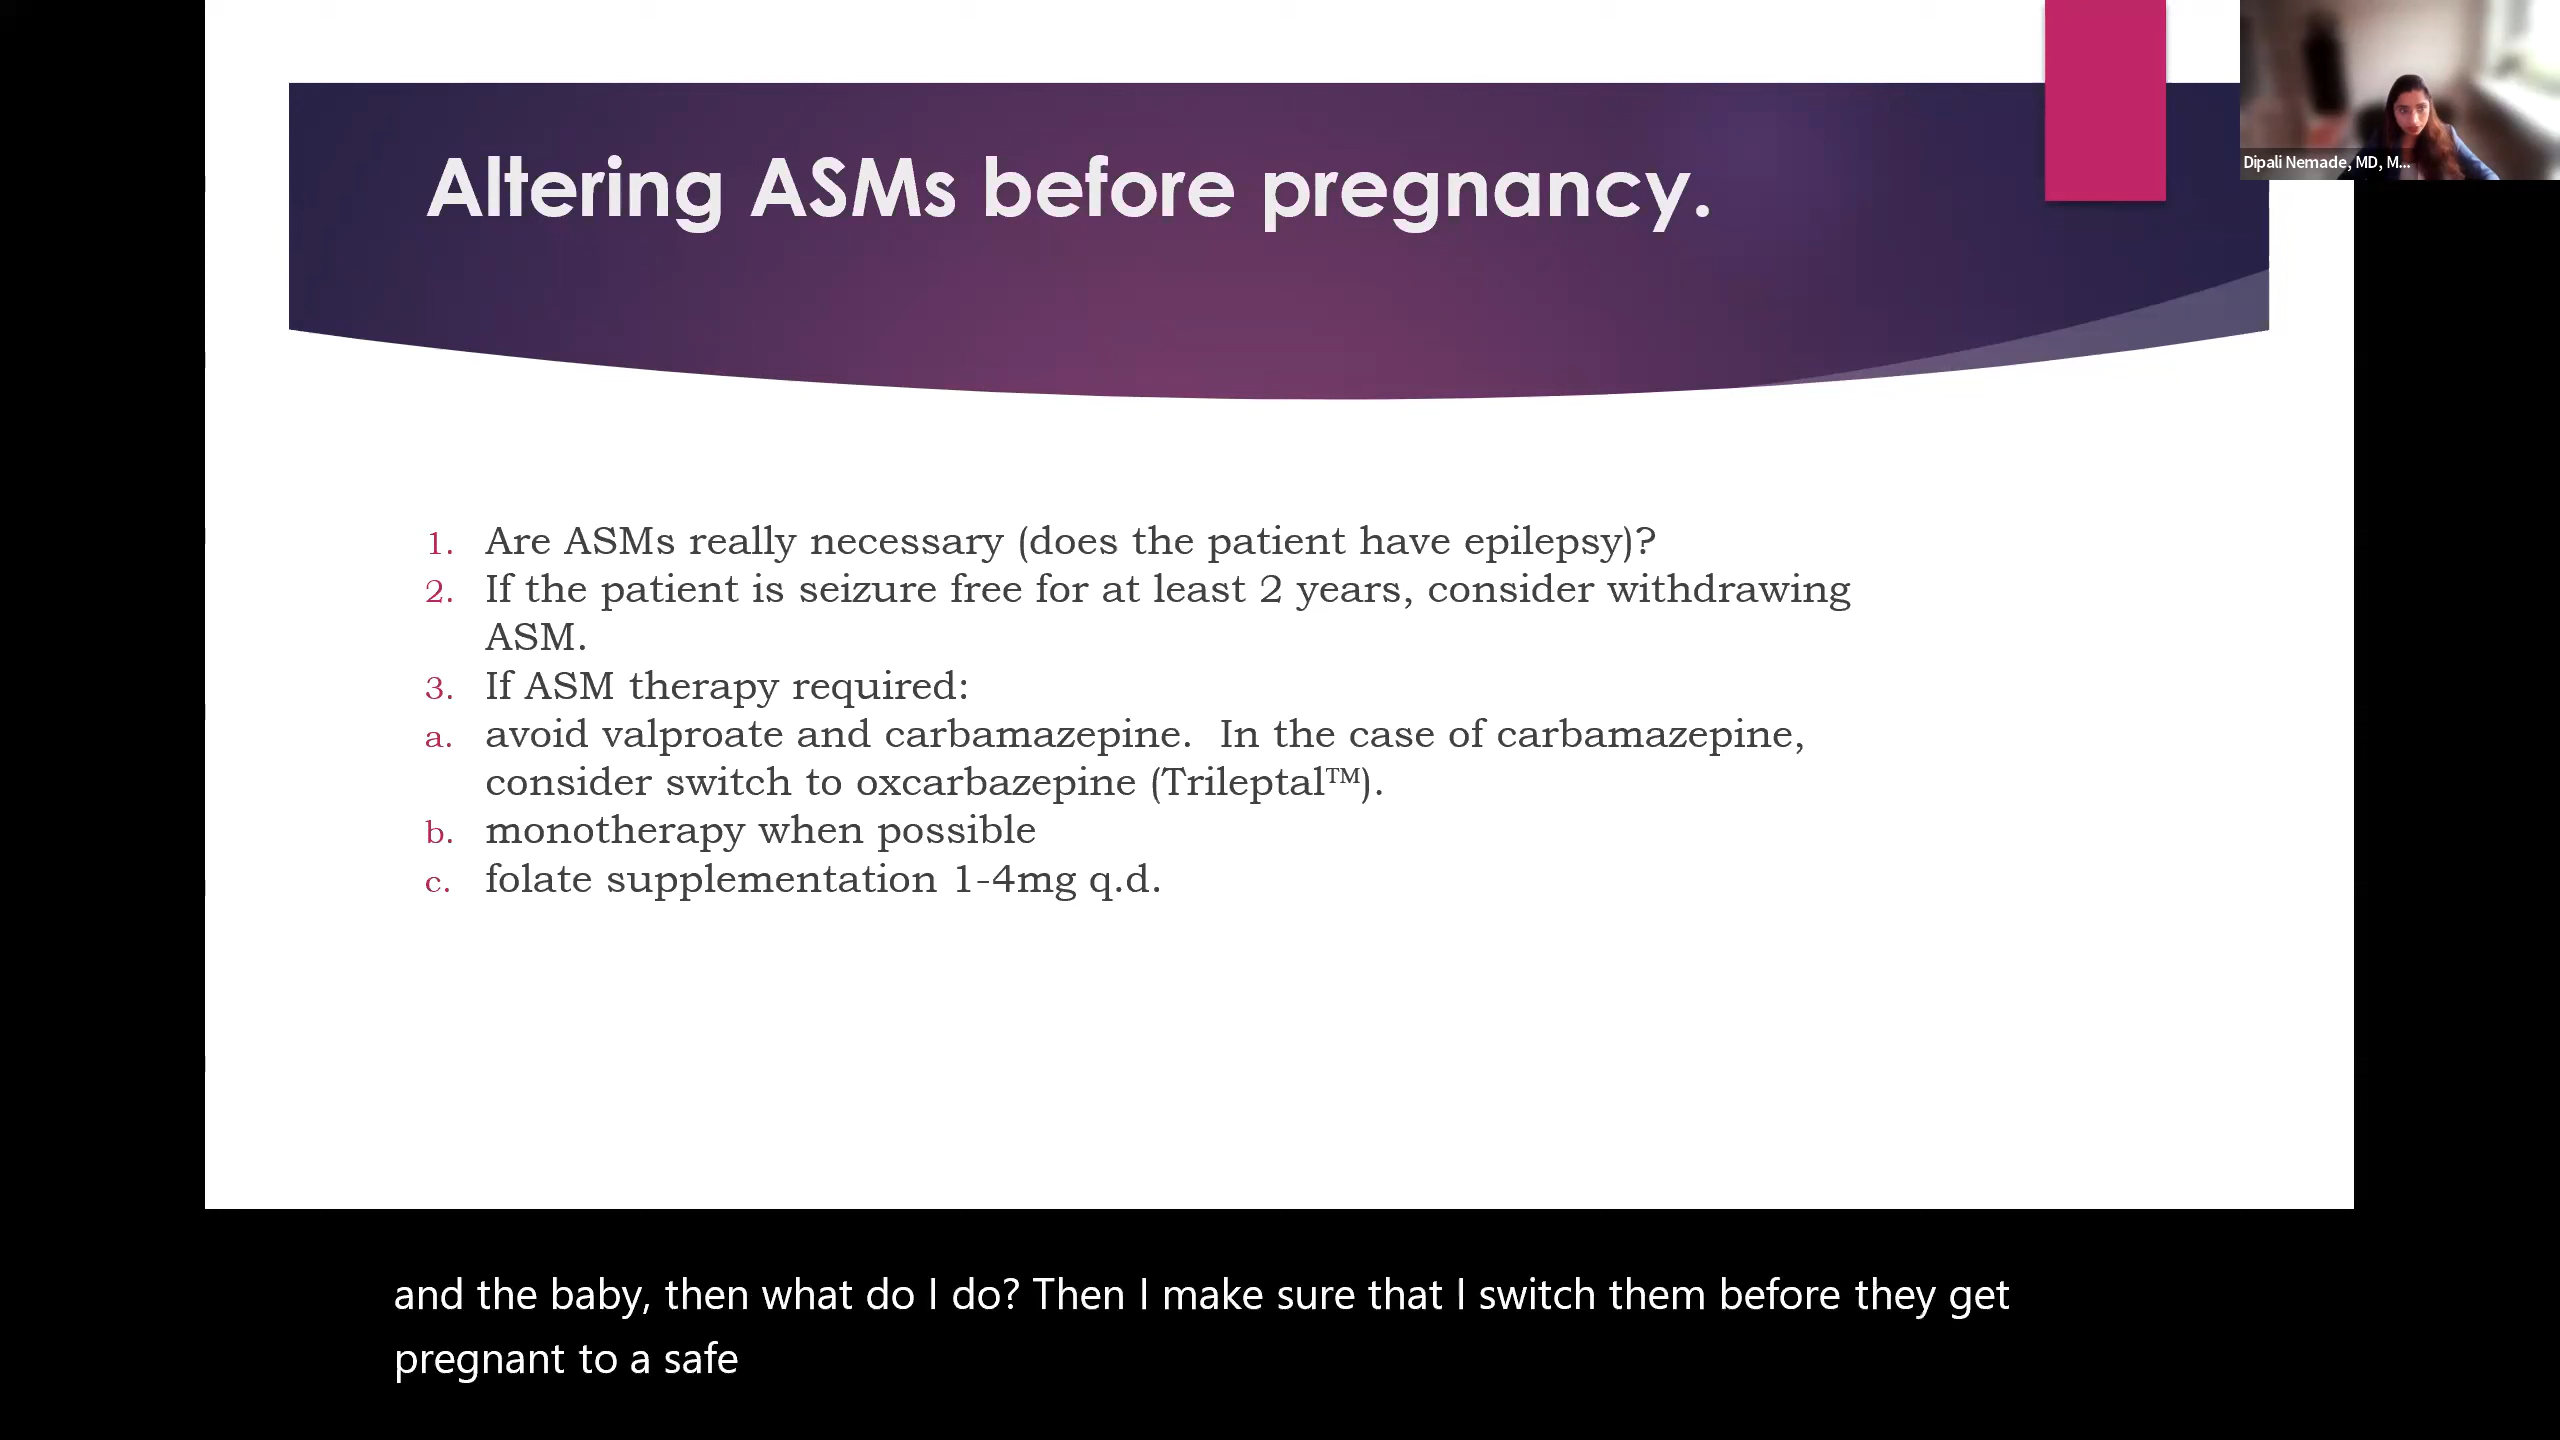 Altering ASMs before pregnancy.
Dipali Nemade, MD, M...
1. Are ASMs really necessary (does the patient have epilepsy)?
2. If the patient is seizure free for at least 2 years, consider withdrawing
ASM.
3. If ASM therapy required:
a. avoid valproate and carbamazepine.  In the case of carbamazepine,
consider switch to oxcarbazepine (Trileptal™).
b. monotherapy when possible
c. folate supplementation 1-4mg q.d.
and the baby, then what do I do? Then I make sure that I switch them before they get
pregnant to a safe